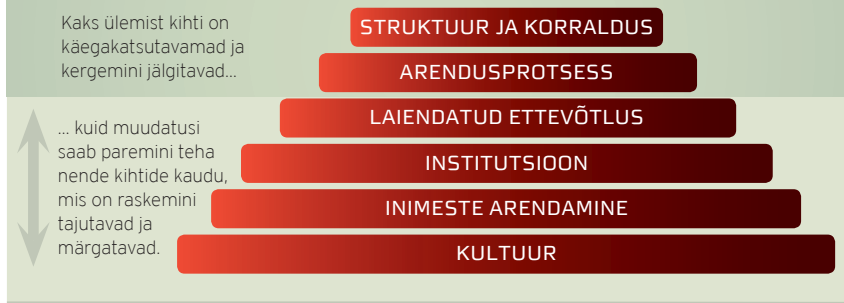 Kaks ülemist kihti on
käegakatsutavamad ja
kergemini jälgitavad...
... kuid muudatusi
saab paremini teha
nende kihtide kaudu,
mis on raskemini
tajutavad ja
märgatavad.
STRUKTUUR JA KORRALDUS
ARENDUSPROTSESS
LAIENDATUD ETTEVÕTLUS
INSTITUTSIOON
INIMESTE ARENDAMINE
KULTUUR